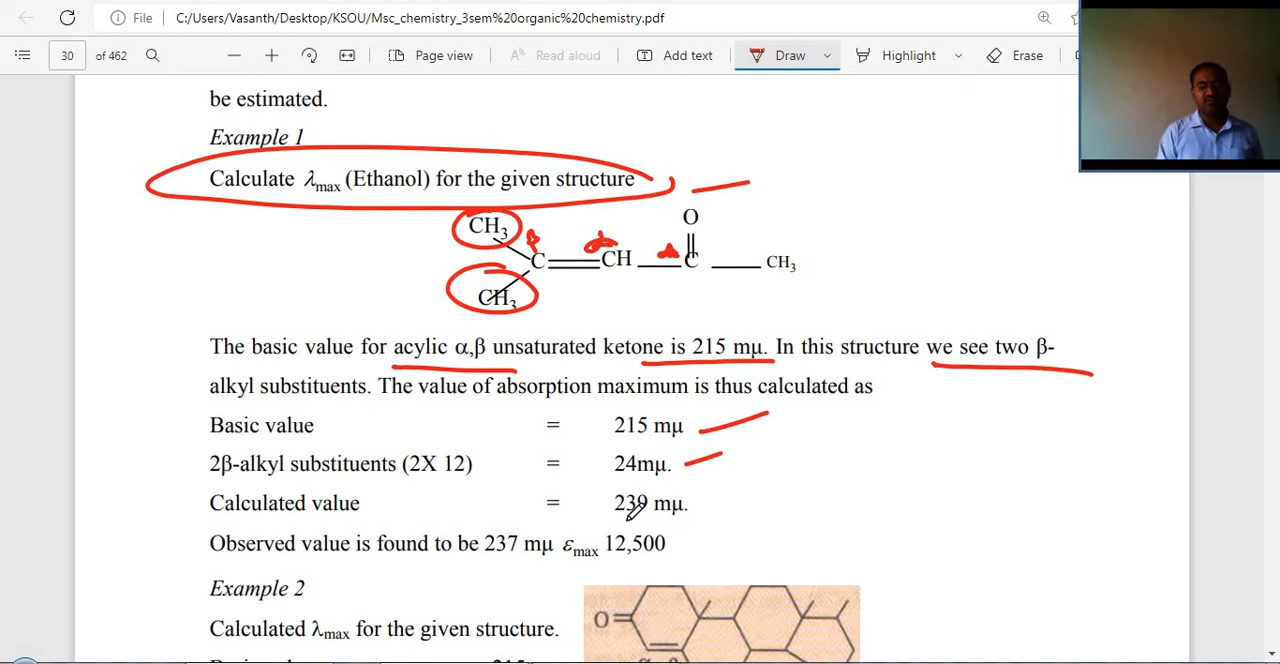 File | C:/Users/Vasanth/Desktop/KSOU/Msc_chemistry_3sem%20organic%20chemistry.pdf
30 of 462 Page view Read aloud Add text Draw Highlight Erase
be estimated.
Example 1
Calculate λmax (Ethanol) for the given structure
O
CH3
β α
C CH C CH3
CH3
The basic value for acylic α,β unsaturated ketone is 215 mμ. In this structure we see two β-
alkyl substituents. The value of absorption maximum is thus calculated as
Basic value = 215 mμ
2β-alkyl substituents (2X 12) = 24mμ.
Calculated value = 239 mμ.
Observed value is found to be 237 mμ εmax 12,500
Example 2
O
Calculated λmax for the given structure.